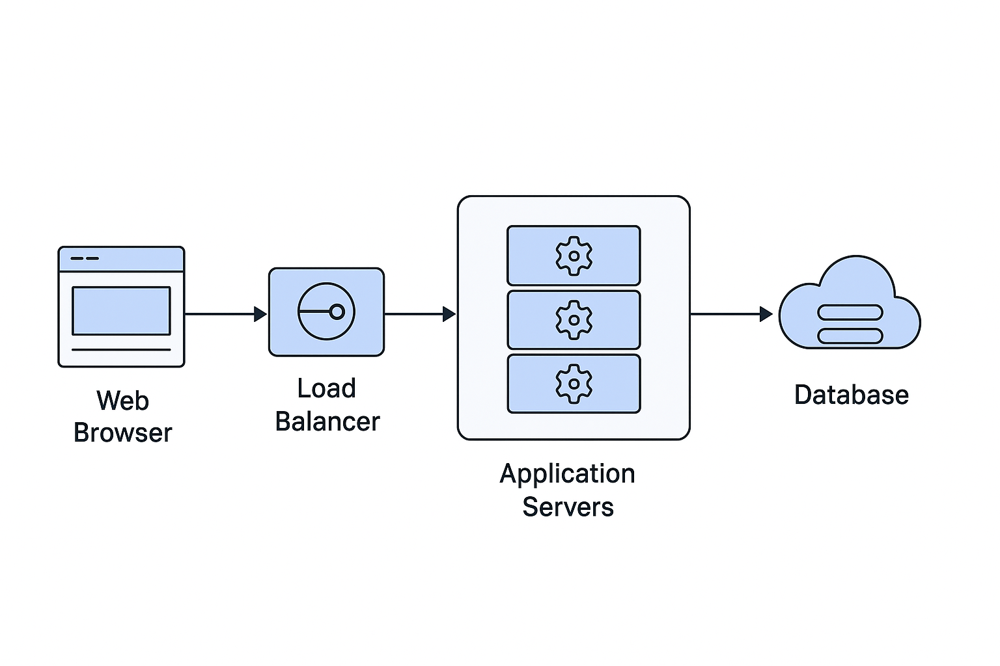 Web
Browser
Load
Balancer
Application
Servers
Database